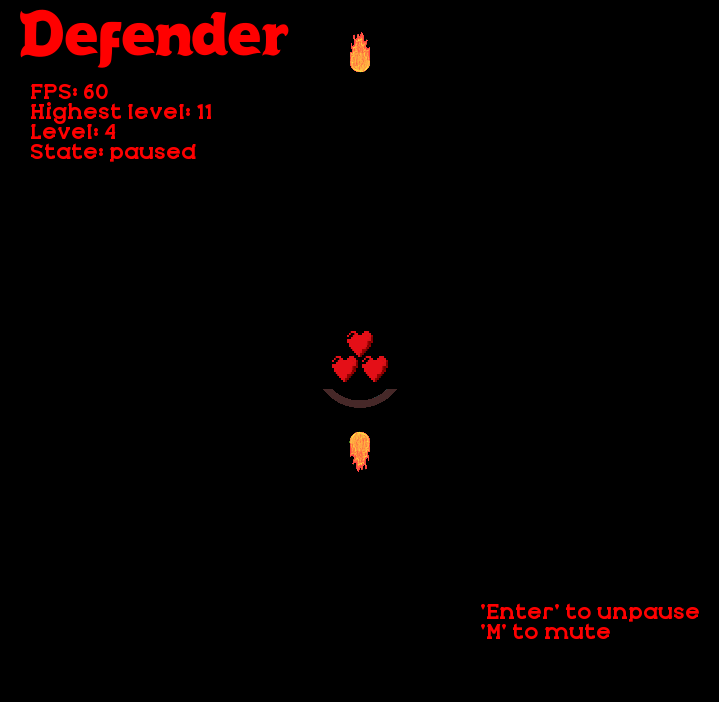 Defender
FPS: 60
Highest level: 11
Level: 4
State: paused
'Enter' to unpause
'M' to mute